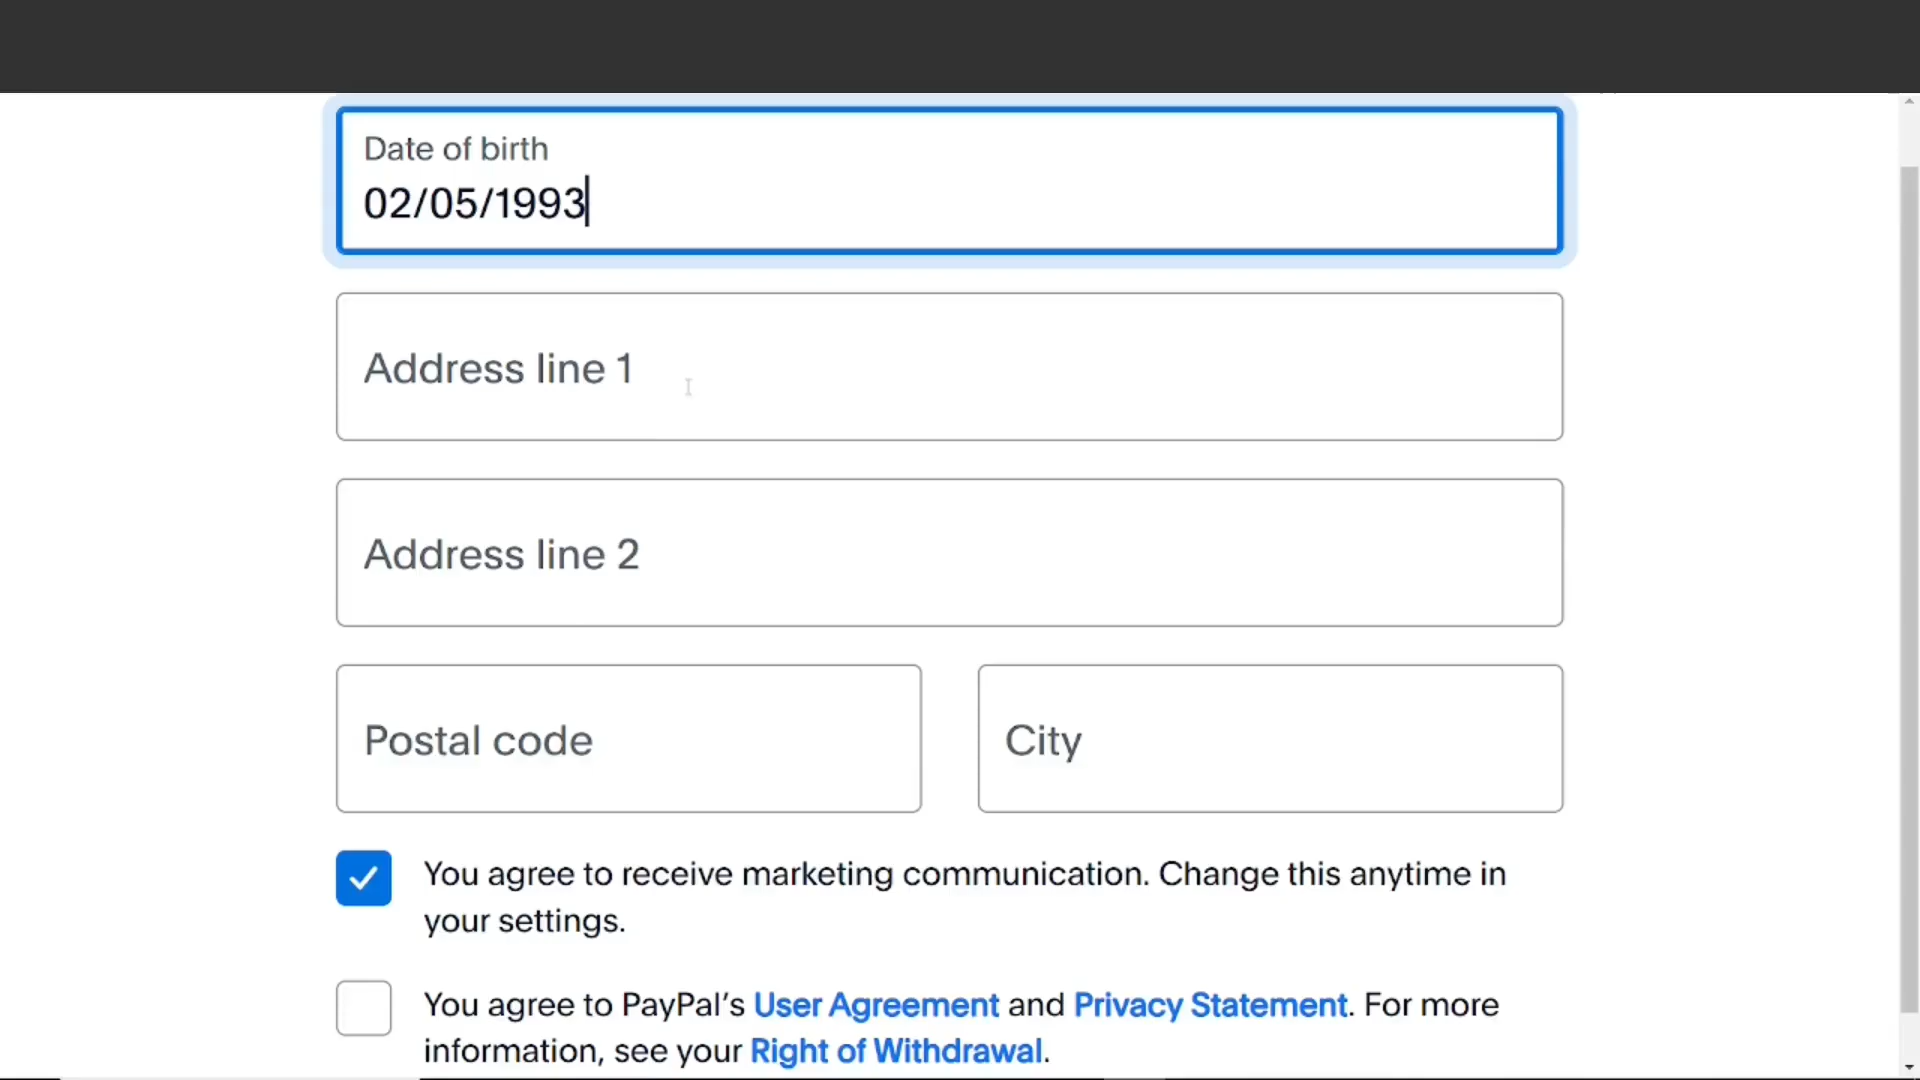 Date of birth
02/05/1993
Address line 1
Address line 2
Postal code
City
You agree to receive marketing communication. Change this anytime in
your settings.
You agree to PayPal’s User Agreement and Privacy Statement. For more
information, see your Right of Withdrawal.